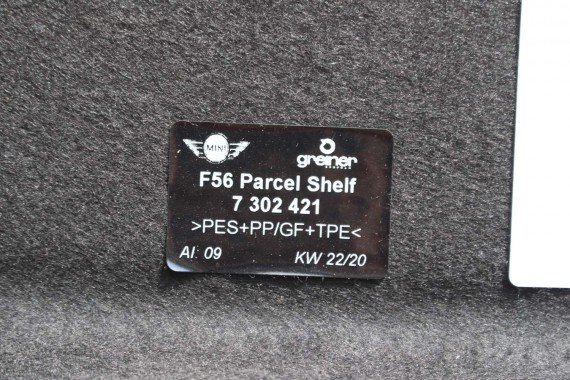 MINI
greiner
F56 Parcel Shelf
7 302 421
>PES+PP/GF+TPE<
AI. 09 KW 22/20